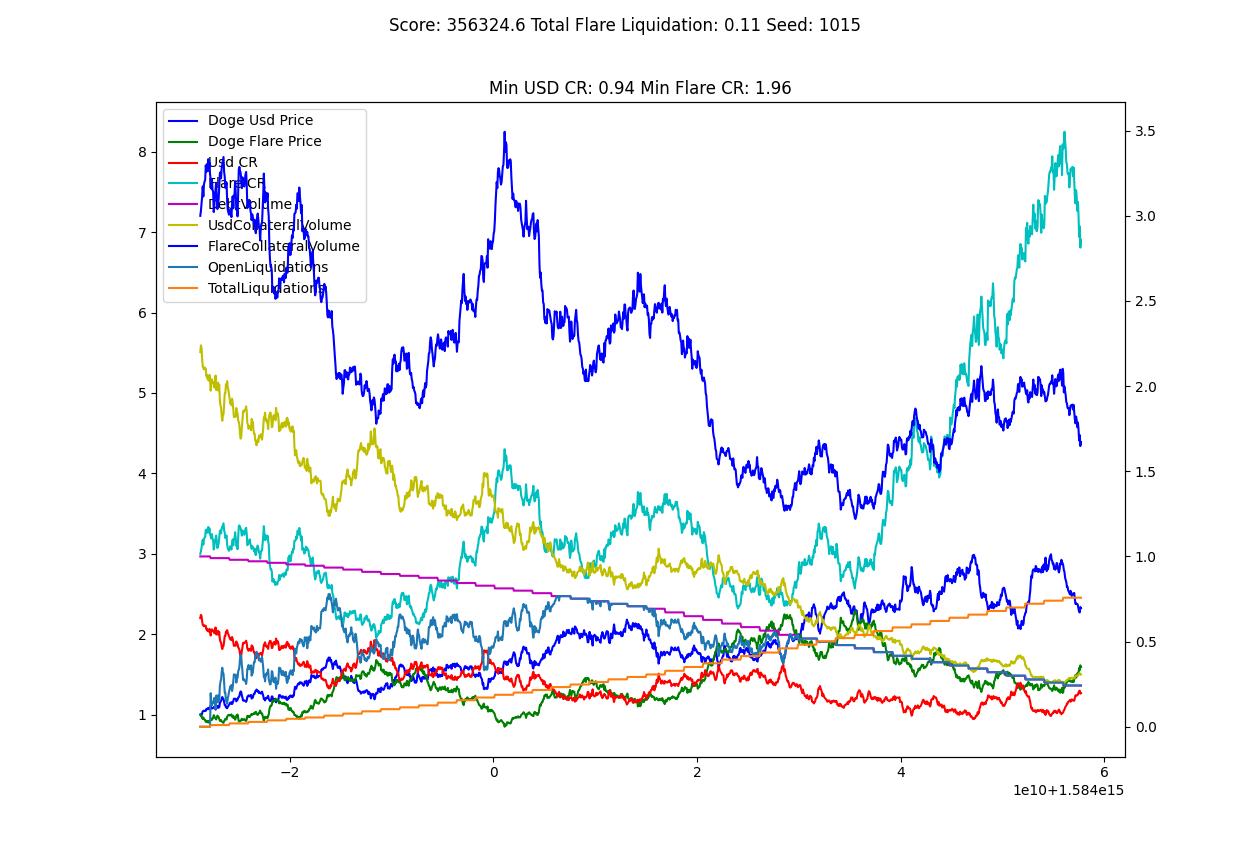 Score: 356324.6 Total Flare Liquidation: 0.11 Seed: 1015
Min USD CR: 0.94 Min Flare CR: 1.96
Doge Usd Price
Doge Flare Price
Usd CR
Flare CR
DebtVolume
UsdCollateralVolume
FlareCollateralVolume
OpenLiquidations
TotalLiquidations
8
7
6
5
4
3
2
1
3.5
3.0
2.5
2.0
1.5
1.0
0.5
0.0
−2
0
2
4
6
1e10+1.584e15